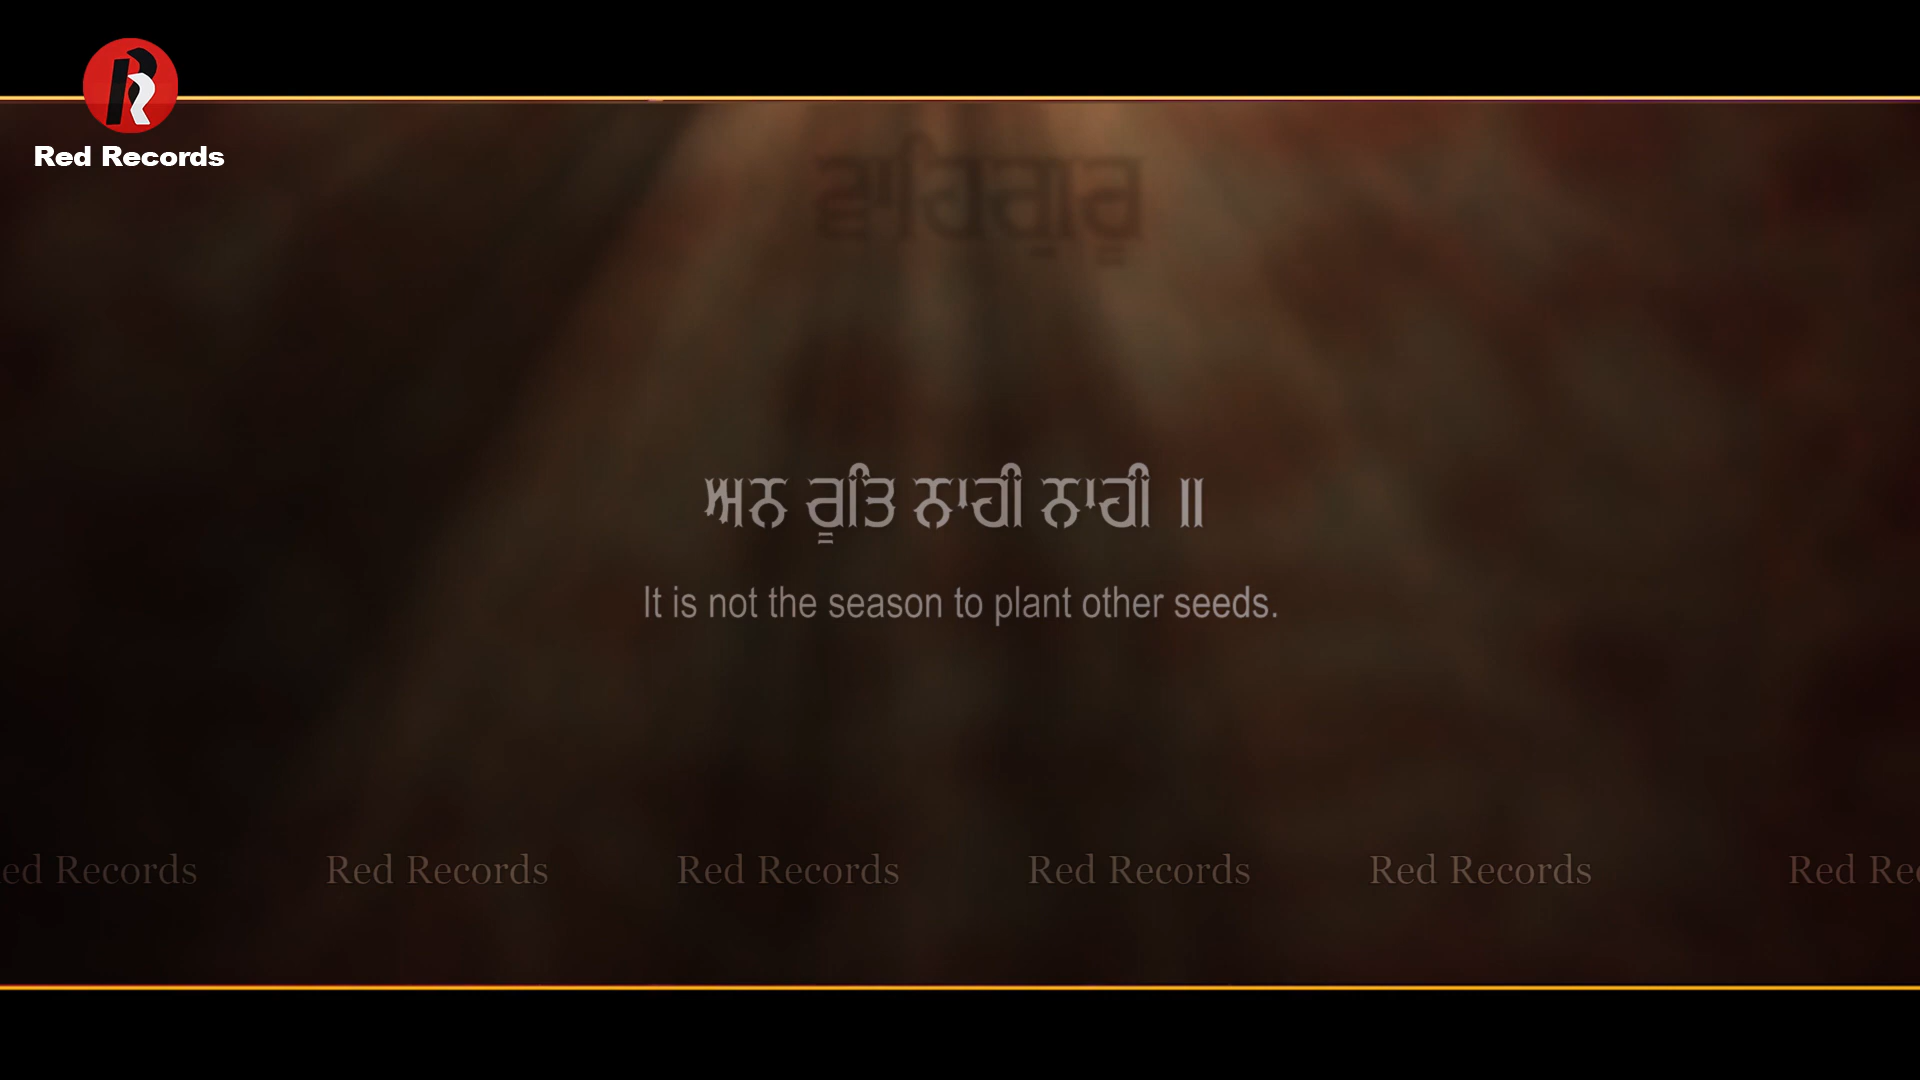 Red Records
ਵਾਹਿਗੁਰੂ
ਅਨ ਰੂਤਿ ਨਾਹੀ ਨਾਹੀ ॥
It is not the season to plant other seeds.
ed Records Red Records Red Records Red Records Red Records Red Rec